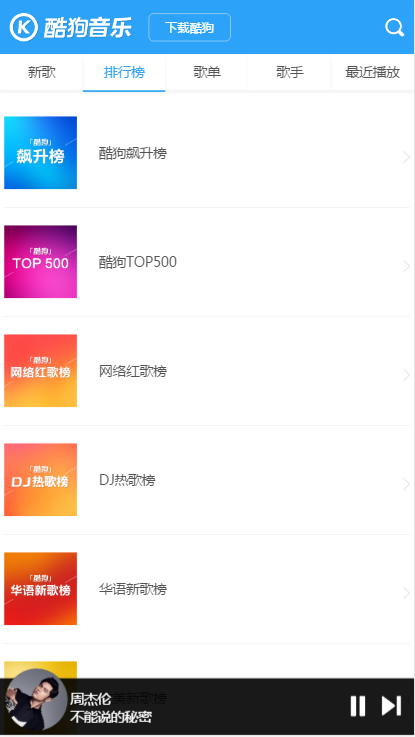 酷狗音乐
下载酷狗
新歌
排行榜
歌单
歌手
最近播放
「酷狗」
飙升榜
酷狗飙升榜
「酷狗」
TOP 500
酷狗TOP500
「酷狗」
网络红歌榜
网络红歌榜
「酷狗」
DJ热歌榜
DJ热歌榜
「酷狗」
华语新歌榜
华语新歌榜
美新歌榜
周杰伦
不能说的秘密